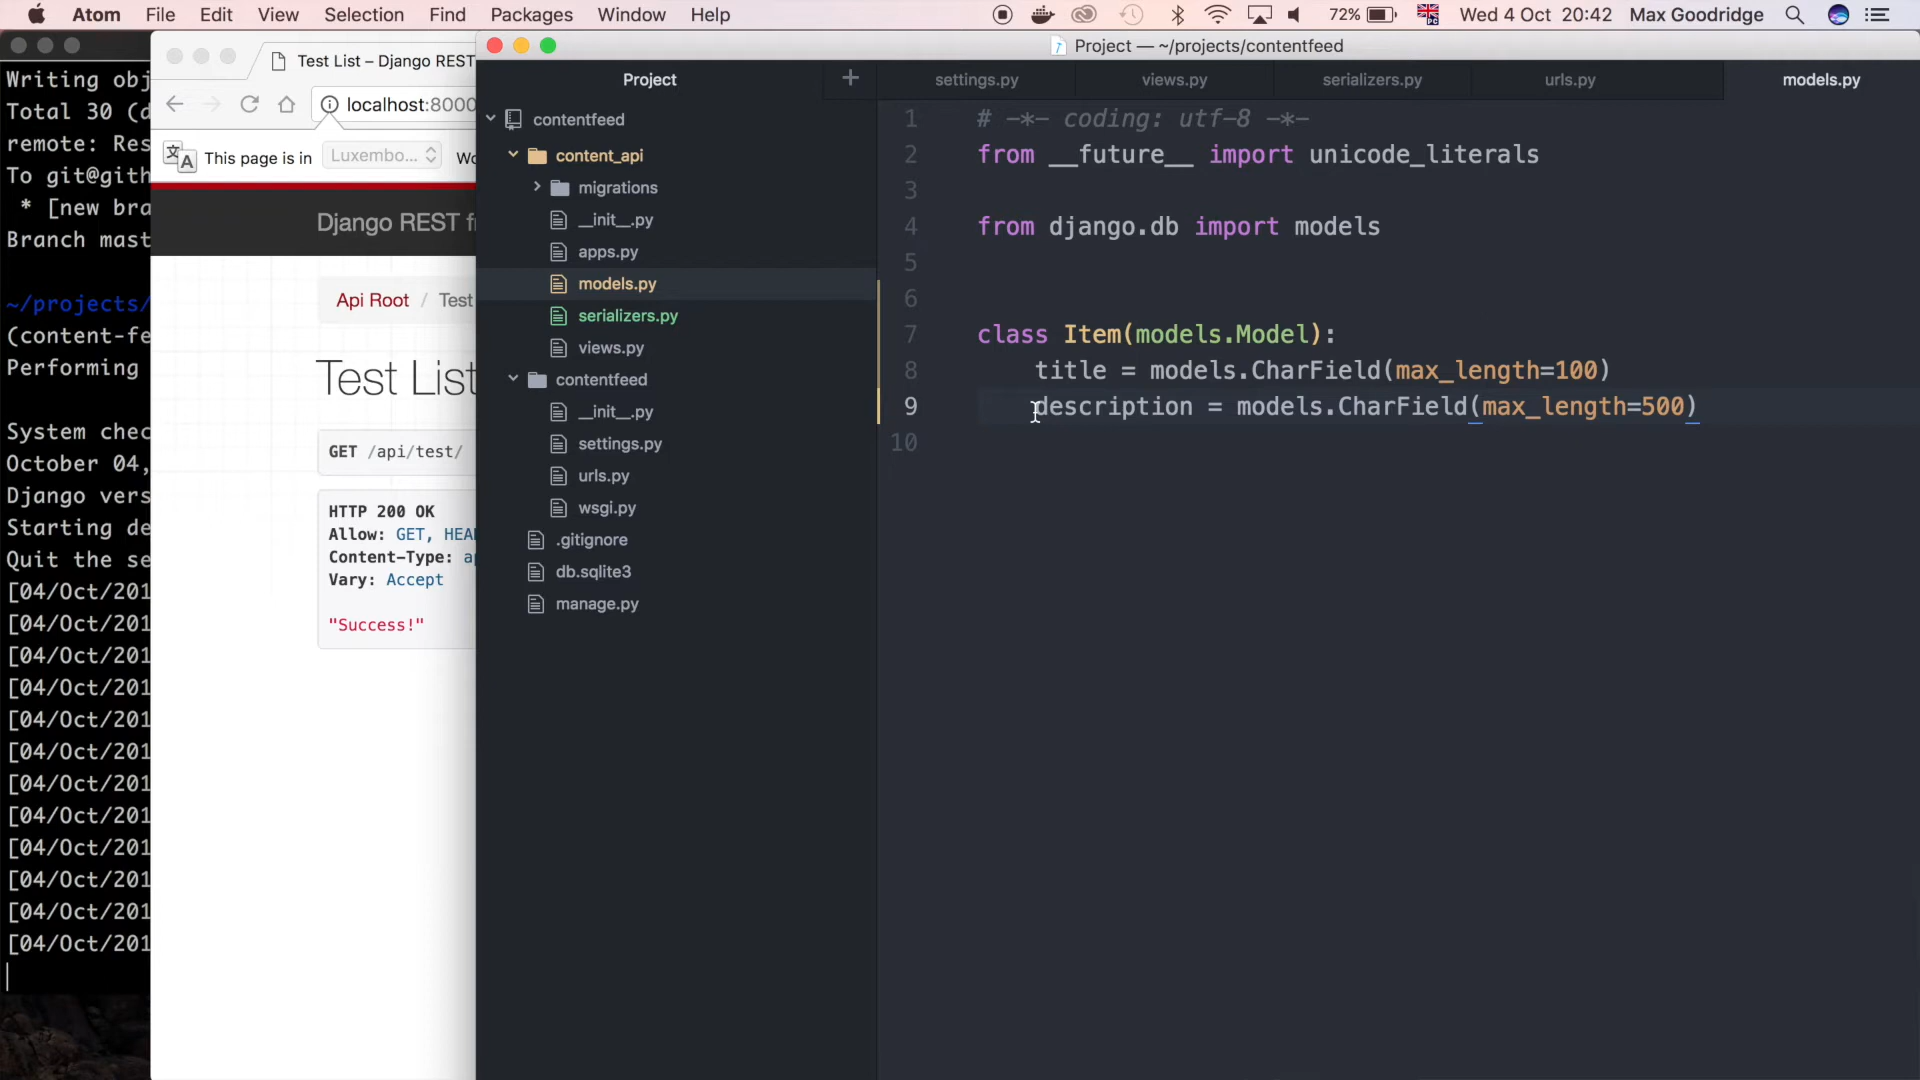 Atom File Edit View Selection Find Packages Window Help 72% Wed 4 Oct 20:42 Max Goodridge
Writing obj
Total 30 (d
remote: Res
To git@gith
* [new bra
Branch mast
~/projects/
(content-fe
Performing
System chec
October 04,
Django vers
Starting de
Quit the se
[04/Oct/201
[04/Oct/201
[04/Oct/201
[04/Oct/201
[04/Oct/201
[04/Oct/201
[04/Oct/201
[04/Oct/201
[04/Oct/201
[04/Oct/201
[04/Oct/201
[04/Oct/201
Test List – Django REST
localhost:8000
This page is in Luxembo... Wo
Django REST f
Api Root / Test
Test List
GET /api/test/
HTTP 200 OK
Allow: GET, HEA
Content-Type: a
Vary: Accept
"Success!"
Project — ~/projects/contentfeed
Project
contentfeed
content_api
migrations
__init__.py
apps.py
models.py
serializers.py
views.py
contentfeed
__init__.py
settings.py
urls.py
wsgi.py
.gitignore
db.sqlite3
manage.py
settings.py views.py serializers.py urls.py models.py
1 # -*- coding: utf-8 -*-
2 from __future__ import unicode_literals
3
4 from django.db import models
5
6
7 class Item(models.Model):
8 title = models.CharField(max_length=100)
9 description = models.CharField(max_length=500)
10